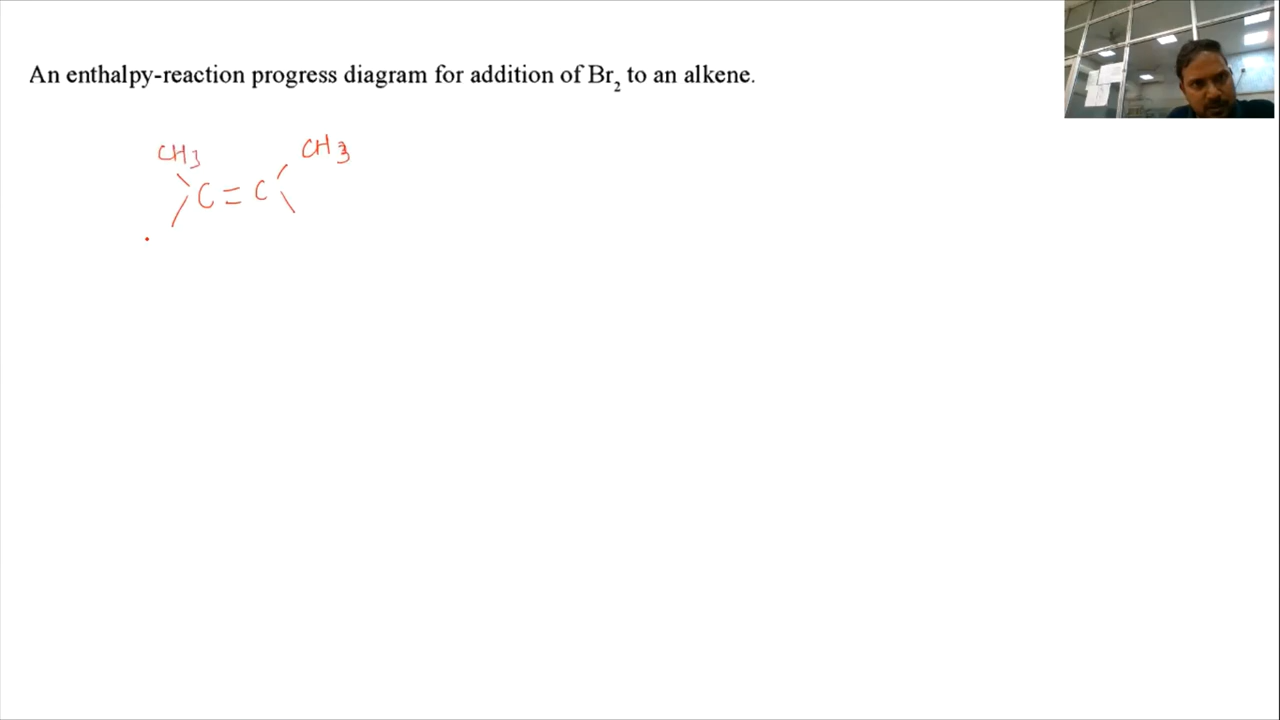 An enthalpy-reaction progress diagram for addition of Br₂ to an alkene.
CH3 CH3
C = C